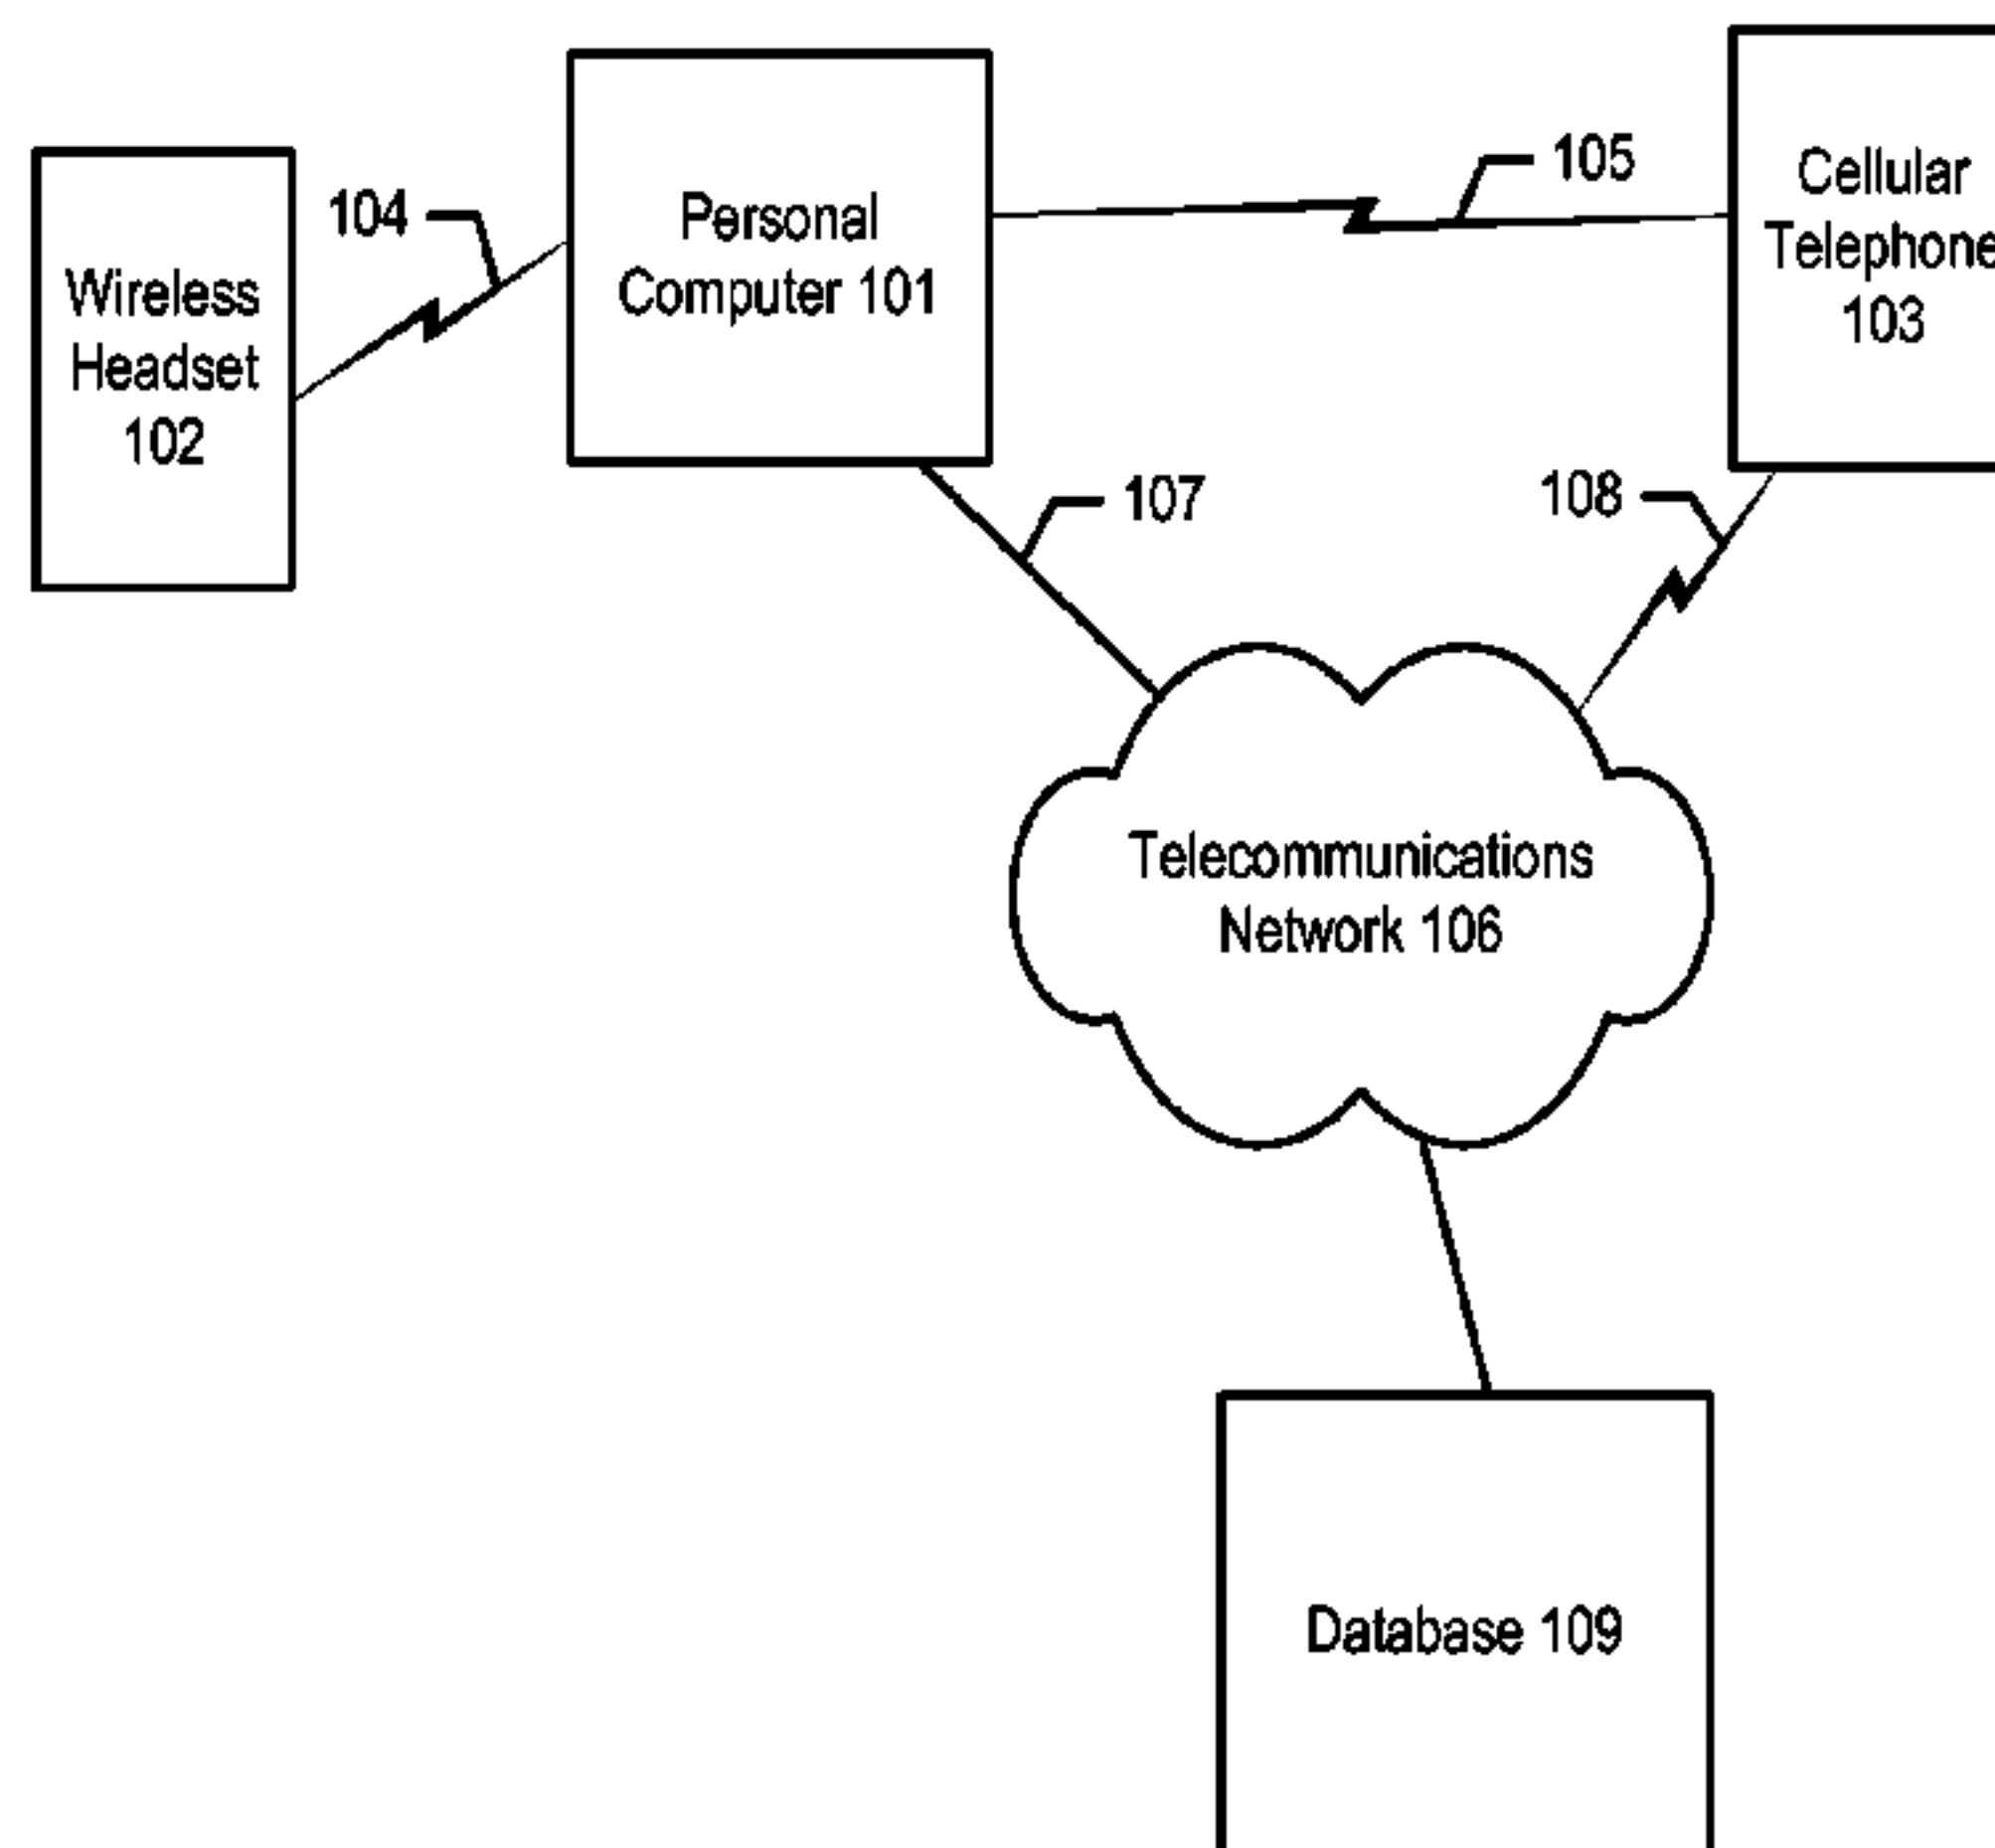 Wireless
Headset
102
104
Personal
Computer 101
105
Cellular
Telephone
103
107
108
Telecommunications
Network 106
Database 109